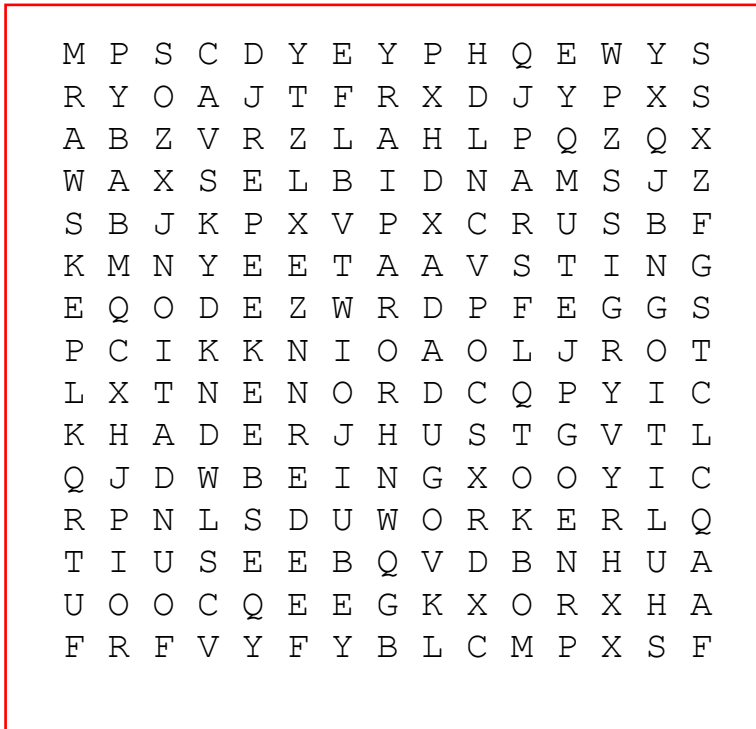 M P S C D Y E Y P H Q E W Y S
R Y O A J T F R X D J Y P X S
A B Z V R Z L A H L P Q Z Q X
W A X S E L B I D N A M S J Z
S B J K P X V P X C R U S B F
K M N Y E E T A A V S T I N G
E Q O D E Z W R D P F E G G S
P C I K K N I O A O L J R O T
L X T N E N O R D C Q P Y I C
K H A D E R J H U S T G V T L
Q J D W B E I N G X O O Y I C
R P N L S D U W O R K E R L Q
T I U S E E B Q V D B N H U A
U O O C Q E E G K X O R X H A
F R F V Y F Y B L C M P X S F